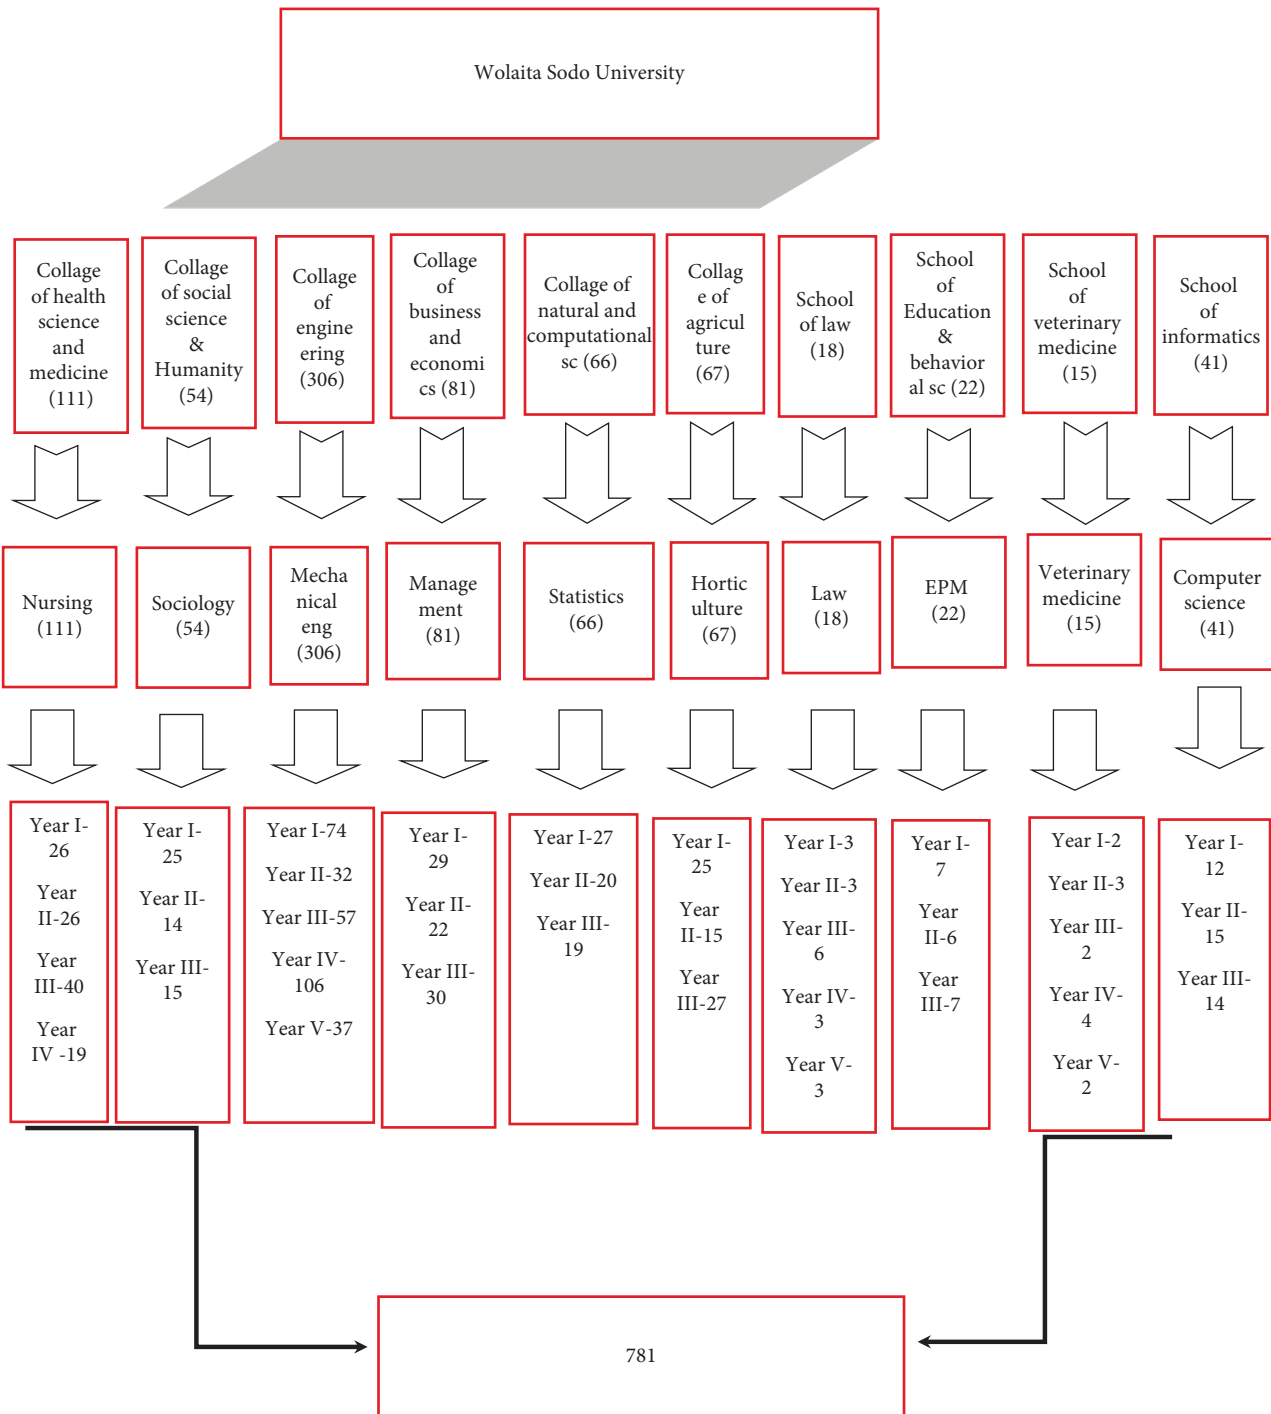 Wolaita Sodo University
Collage
of health
science
and
medicine
(111)
Collage
of social
science
&
Humanity
(54)
Collage
of
engine
ering
(306)
Collage
of
business
and
economi
cs (81)
Collage of
natural and
computational
sc (66)
Collag
e of
agricul
ture
(67)
School
of law
(18)
School
of
Education
&
behavior
al sc (22)
School
of
veterinary
medicine
(15)
School
of
informatics
(41)
Nursing
(111)
Sociology
(54)
Mecha
nical
eng
(306)
Manage
ment
(81)
Statistics
(66)
Hortic
ulture
(67)
Law
(18)
EPM
(22)
Veterinary
medicine
(15)
Computer
science
(41)
Year I-
26
Year
II-26
Year
III-40
Year
IV -19
Year I-
25
Year II-
14
Year III-
15
Year I-74
Year II-32
Year III-57
Year IV-
106
Year V-37
Year I-
29
Year II-
22
Year III-
30
Year I-27
Year II-20
Year III-
19
Year I-
25
Year
II-15
Year
III-27
Year I-3
Year II-3
Year III-
6
Year IV-
3
Year V-
3
Year I-
7
Year
II-6
Year
III-7
Year I-2
Year II-3
Year III-
2
Year IV-
4
Year V-
2
Year I-
12
Year II-
15
Year III-
14
781